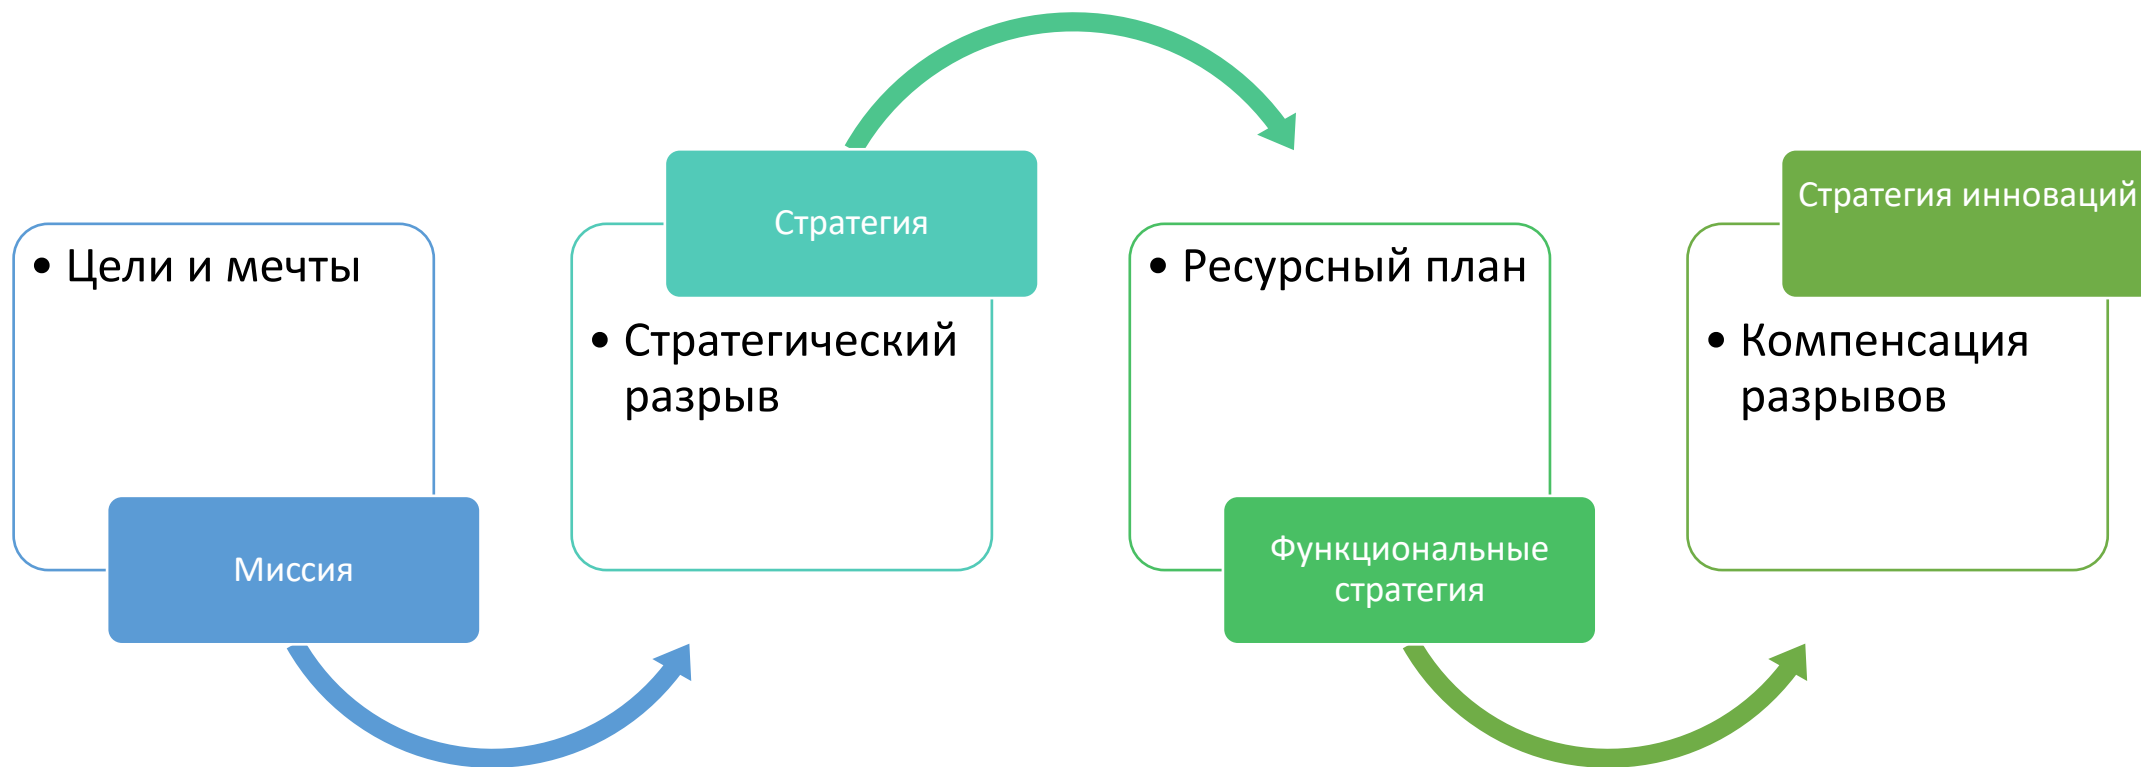 • Цели и мечты
Миссия
Стратегия
• Стратегический
разрыв
• Ресурсный план
Функциональные
стратегия
Стратегия инноваций
• Компенсация
разрывов